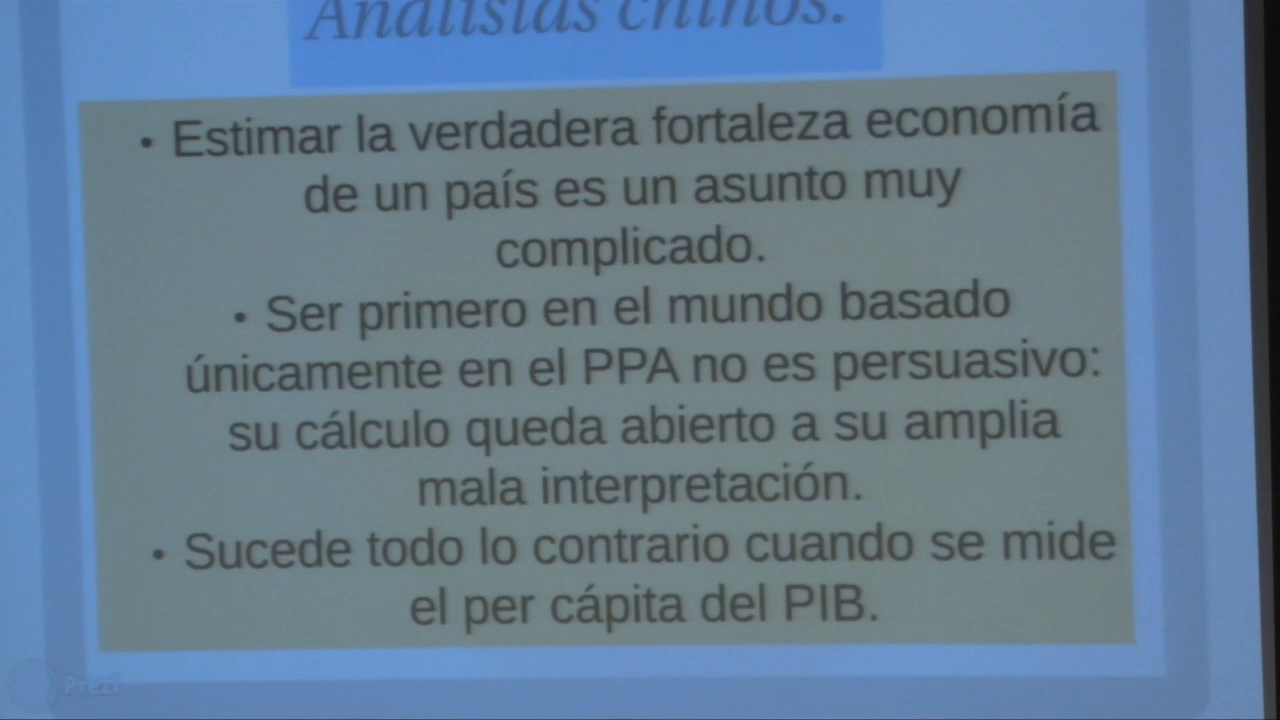 Analistas chinos.
• Estimar la verdadera fortaleza economía
de un país es un asunto muy
complicado.
• Ser primero en el mundo basado
únicamente en el PPA no es persuasivo:
su cálculo queda abierto a su amplia
mala interpretación.
• Sucede todo lo contrario cuando se mide
el per cápita del PIB.
Prezi